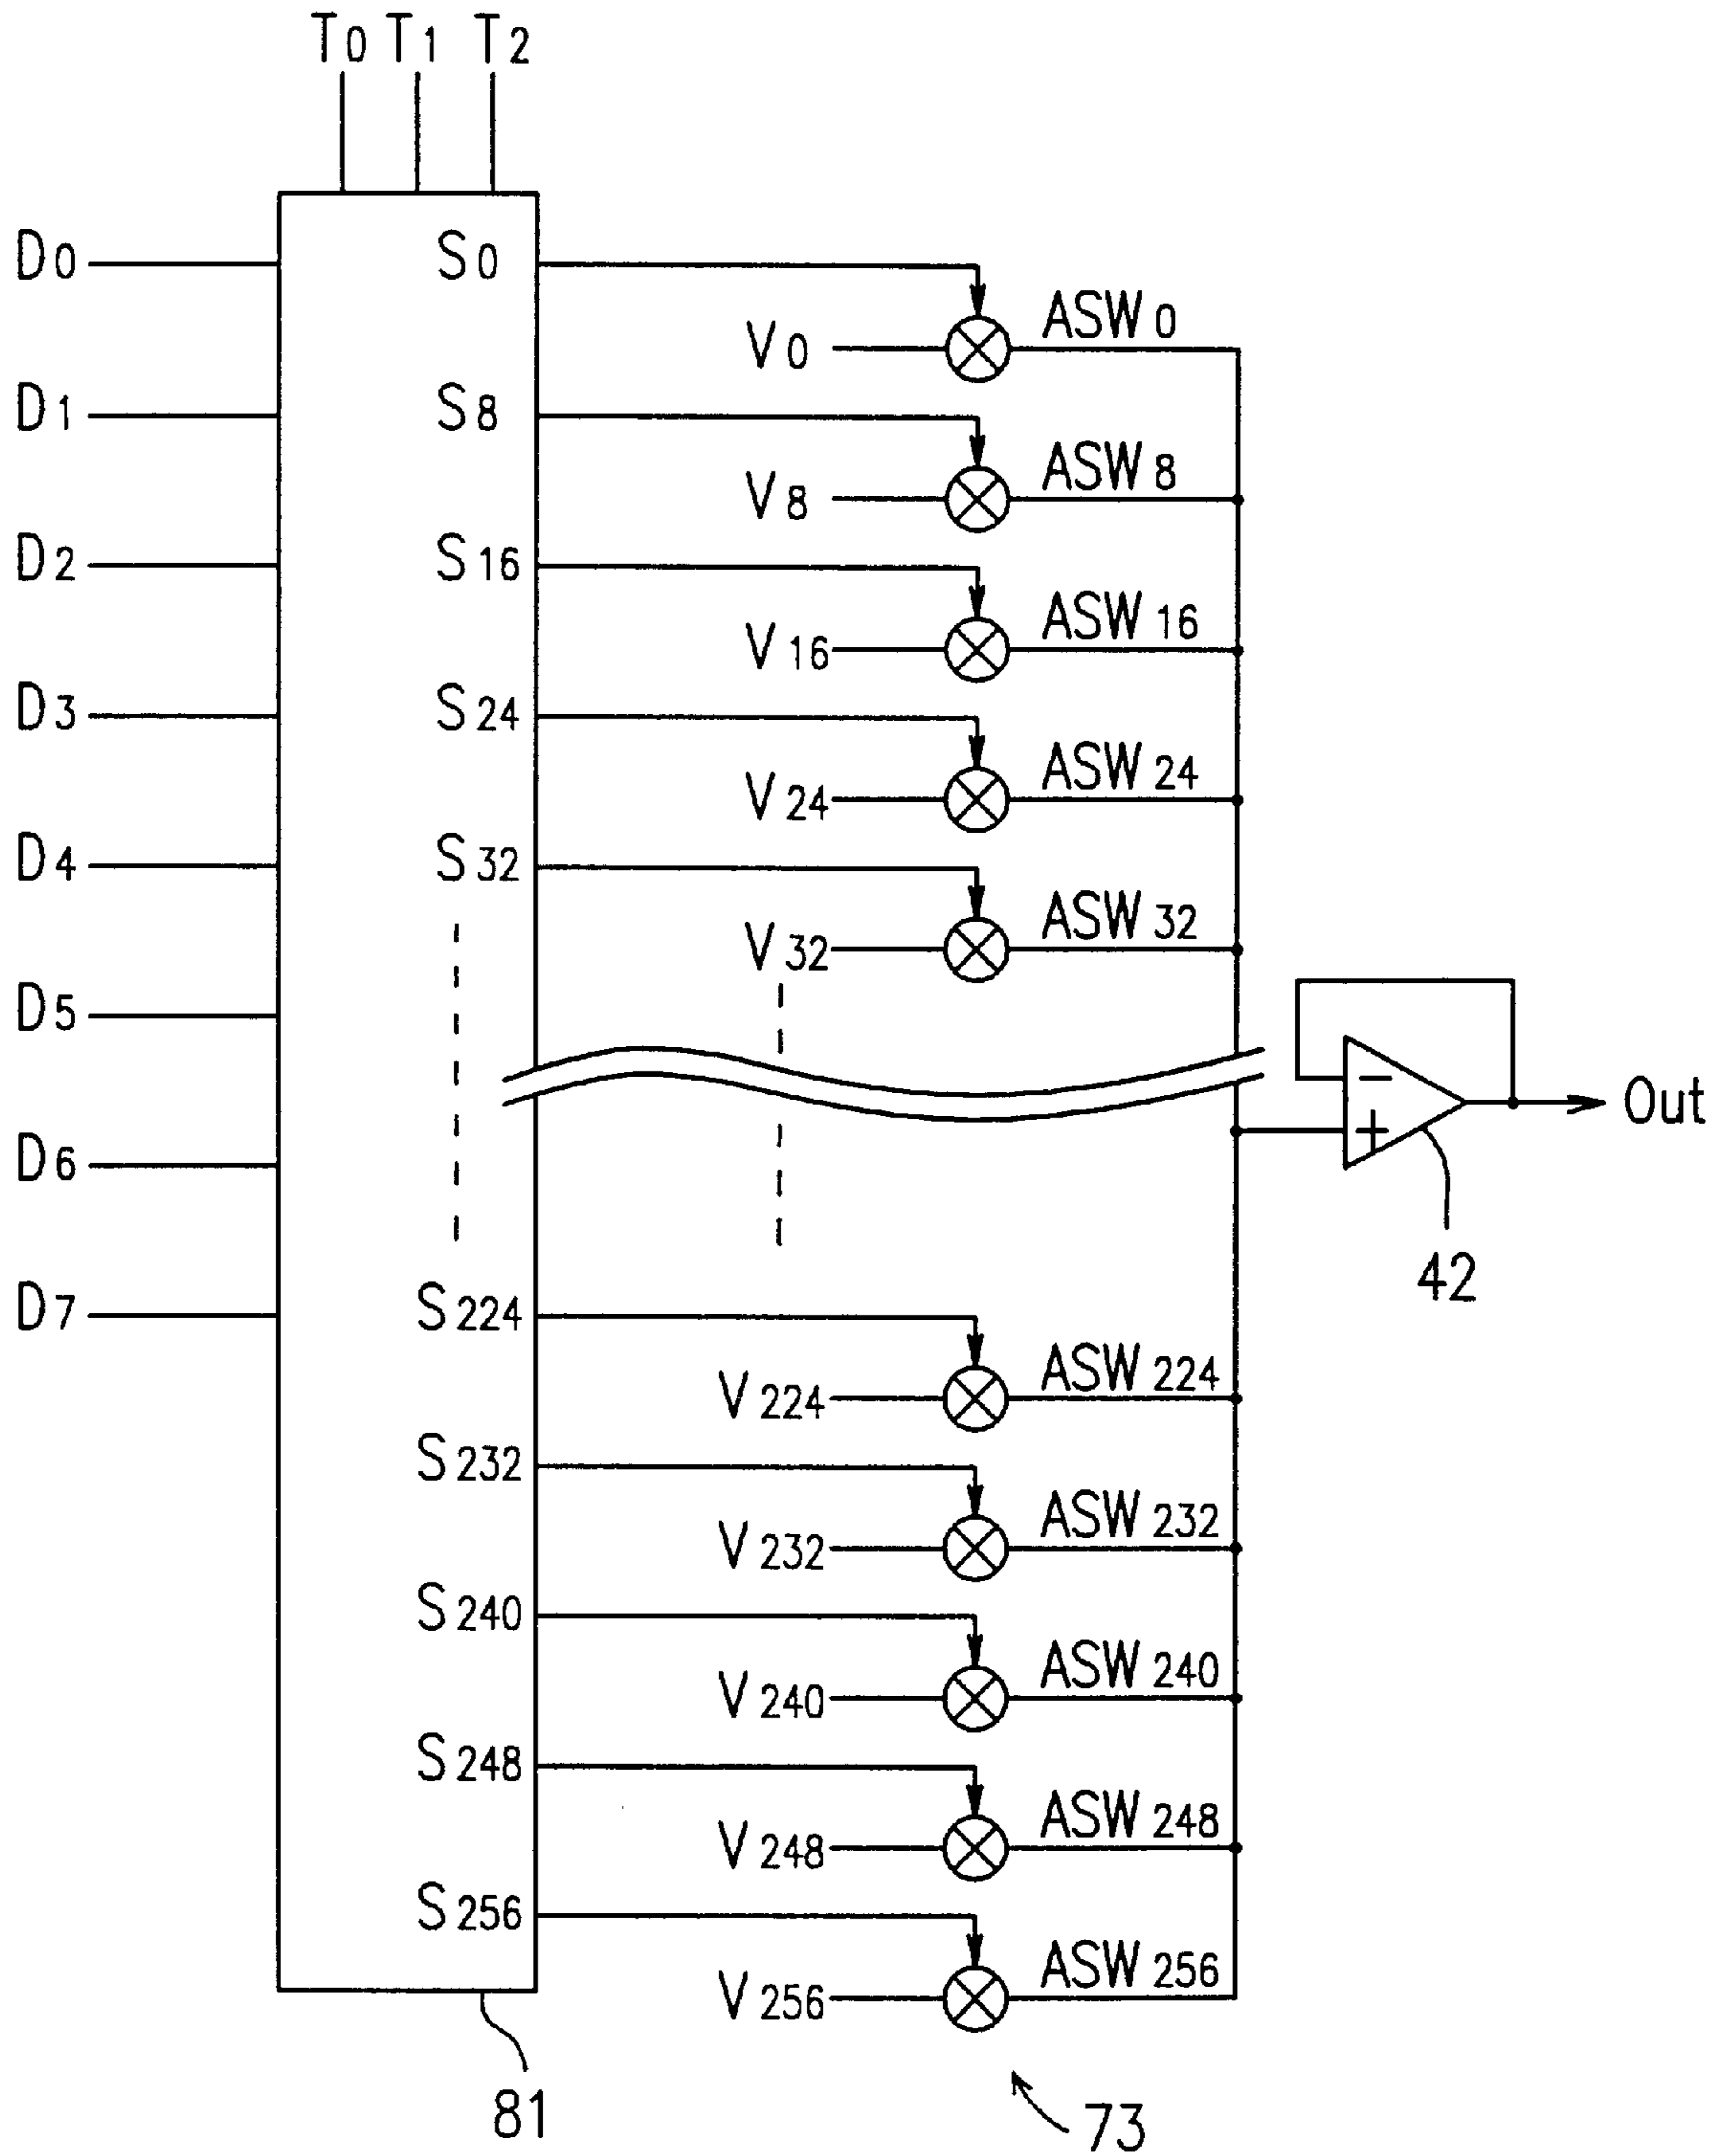 T0 T1 T2
D0 S0
V0 ASW0
D1 S8
V8 ASW8
D2 S16
V16 ASW16
D3 S24
V24 ASW24
D4 S32
V32 ASW32
D5
Out
D6
42
D7 S224
V224 ASW224
S232
V232 ASW232
S240
V240 ASW240
S248
V248 ASW248
S256
V256 ASW256
81
73